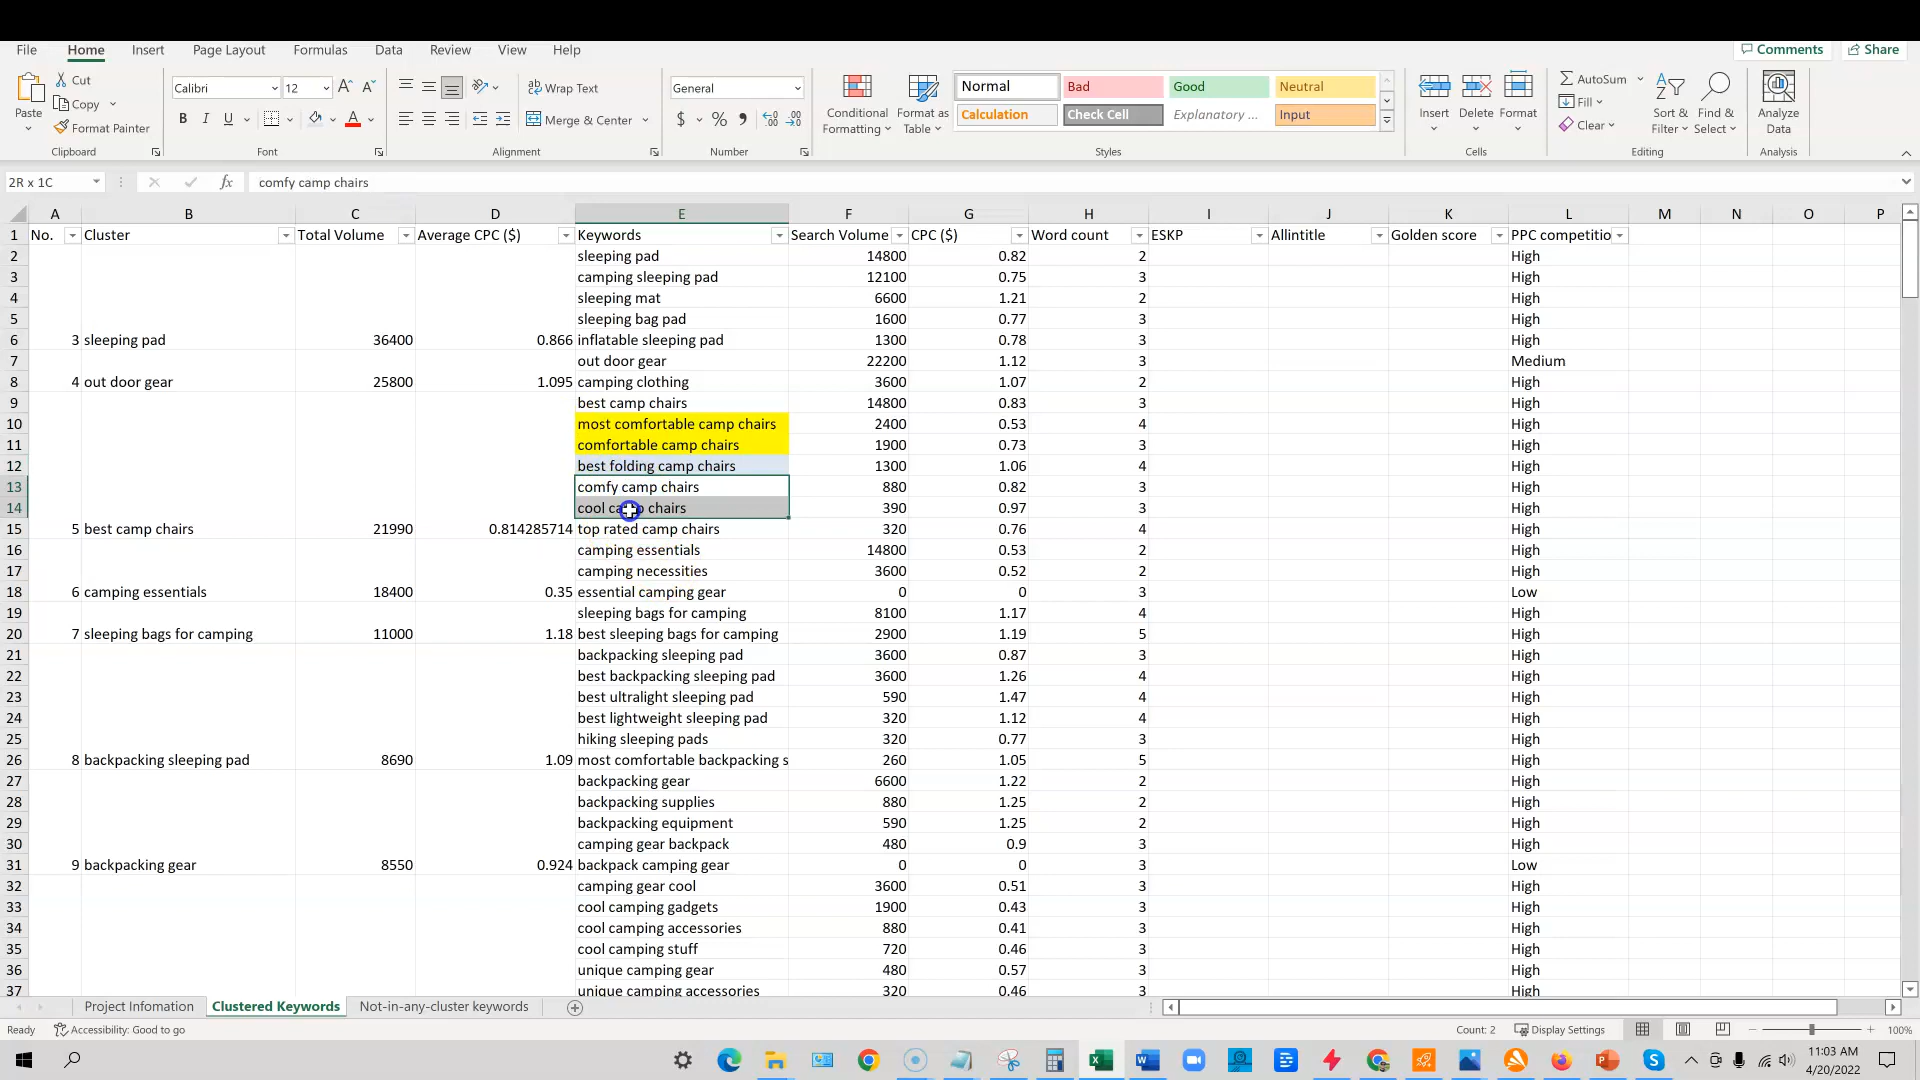 File Home Insert Page Layout Formulas Data Review View Help Comments Share
Cut
Copy
Format Painter
Paste
Clipboard
Calibri 12
B I U
Font
Wrap Text
Merge & Center
Alignment
General
$ % 9
Number
Conditional Formatting
Format as Table
Normal Bad Good Neutral
Calculation Check Cell Explanatory ... Input
Styles
Insert Delete Format
Cells
AutoSum
Fill
Clear
Sort & Filter
Find & Select
Editing
Analyze Data
Analysis
2R x 1C fx comfy camp chairs
A B C D E F G H I J K L M N O P
1 No. Cluster Total Volume Average CPC ($) Keywords Search Volume CPC ($) Word count ESKP Allintitle Golden score PPC competitio
2 sleeping pad 14800 0.82 2 High
3 camping sleeping pad 12100 0.75 3 High
4 sleeping mat 6600 1.21 2 High
5 sleeping bag pad 1600 0.77 3 High
6 3 sleeping pad 36400 0.866 inflatable sleeping pad 1300 0.78 3 High
7 out door gear 22200 1.12 3 Medium
8 4 out door gear 25800 1.095 camping clothing 3600 1.07 2 High
9 best camp chairs 14800 0.83 3 High
10 most comfortable camp chairs 2400 0.53 4 High
11 comfortable camp chairs 1900 0.73 3 High
12 best folding camp chairs 1300 1.06 4 High
13 comfy camp chairs 880 0.82 3 High
14 cool camp chairs 390 0.97 3 High
15 5 best camp chairs 21990 0.814285714 top rated camp chairs 320 0.76 4 High
16 camping essentials 14800 0.53 2 High
17 camping necessities 3600 0.52 2 High
18 6 camping essentials 18400 0.35 essential camping gear 0 0 3 Low
19 sleeping bags for camping 8100 1.17 4 High
20 7 sleeping bags for camping 11000 1.18 best sleeping bags for camping 2900 1.19 5 High
21 backpacking sleeping pad 3600 0.87 3 High
22 best backpacking sleeping pad 3600 1.26 4 High
23 best ultralight sleeping pad 590 1.47 4 High
24 best lightweight sleeping pad 320 1.12 4 High
25 hiking sleeping pads 320 0.77 3 High
26 8 backpacking sleeping pad 8690 1.09 most comfortable backpacking s 260 1.05 5 High
27 backpacking gear 6600 1.22 2 High
28 backpacking supplies 880 1.25 2 High
29 backpacking equipment 590 1.25 2 High
30 camping gear backpack 480 0.9 3 High
31 9 backpacking gear 8550 0.924 backpack camping gear 0 0 3 Low
32 camping gear cool 3600 0.51 3 High
33 cool camping gadgets 1900 0.43 3 High
34 cool camping accessories 880 0.41 3 High
35 cool camping stuff 720 0.46 3 High
36 unique camping gear 480 0.57 3 High
37 unique camping accessories 320 0.46 3 High
Project Infomation Clustered Keywords Not-in-any-cluster keywords
Ready Accessibility: Good to go Count: 2 Display Settings 100%
11:03 AM
4/20/2022